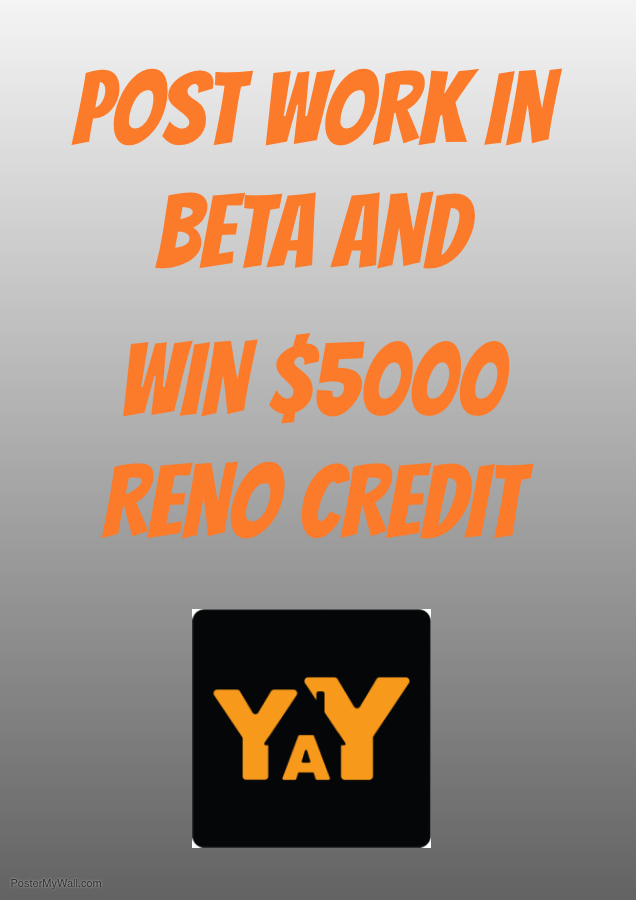 POST WORK IN
BETA AND
WIN $5000
RENO CREDIT
YAY
PosterMyWall.com